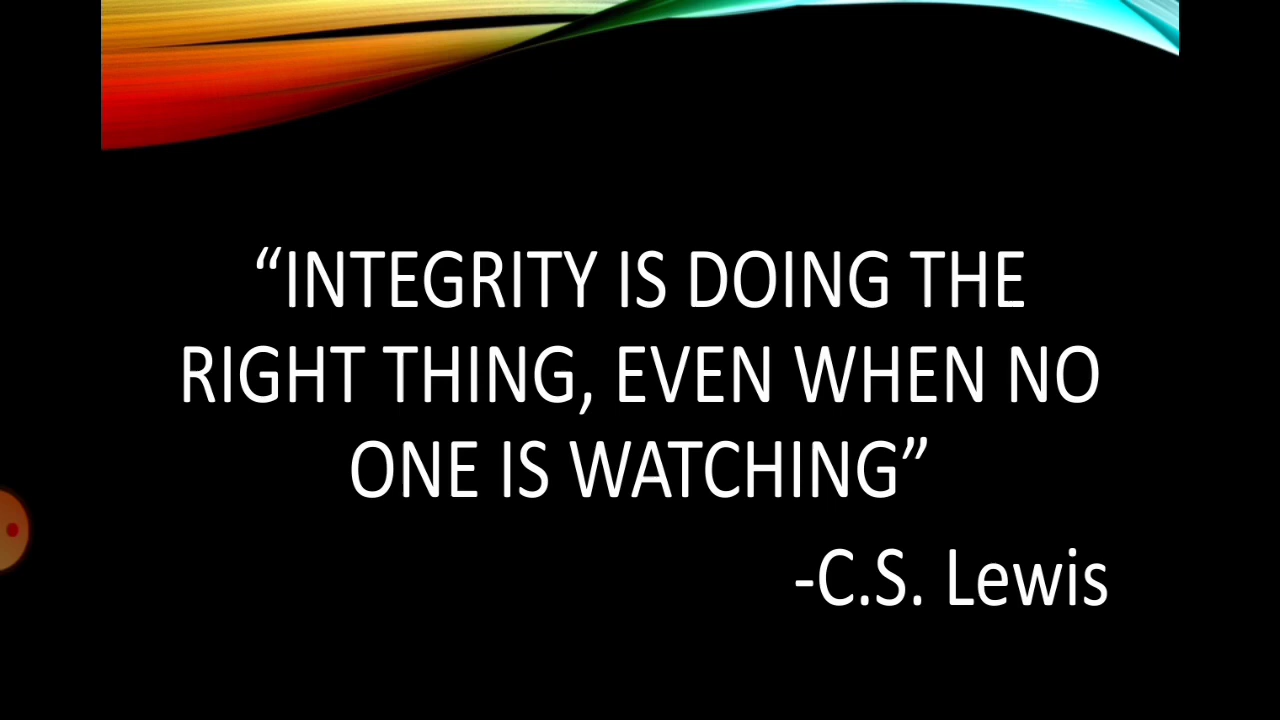 “INTEGRITY IS DOING THE
RIGHT THING, EVEN WHEN NO
ONE IS WATCHING”
-C.S. Lewis